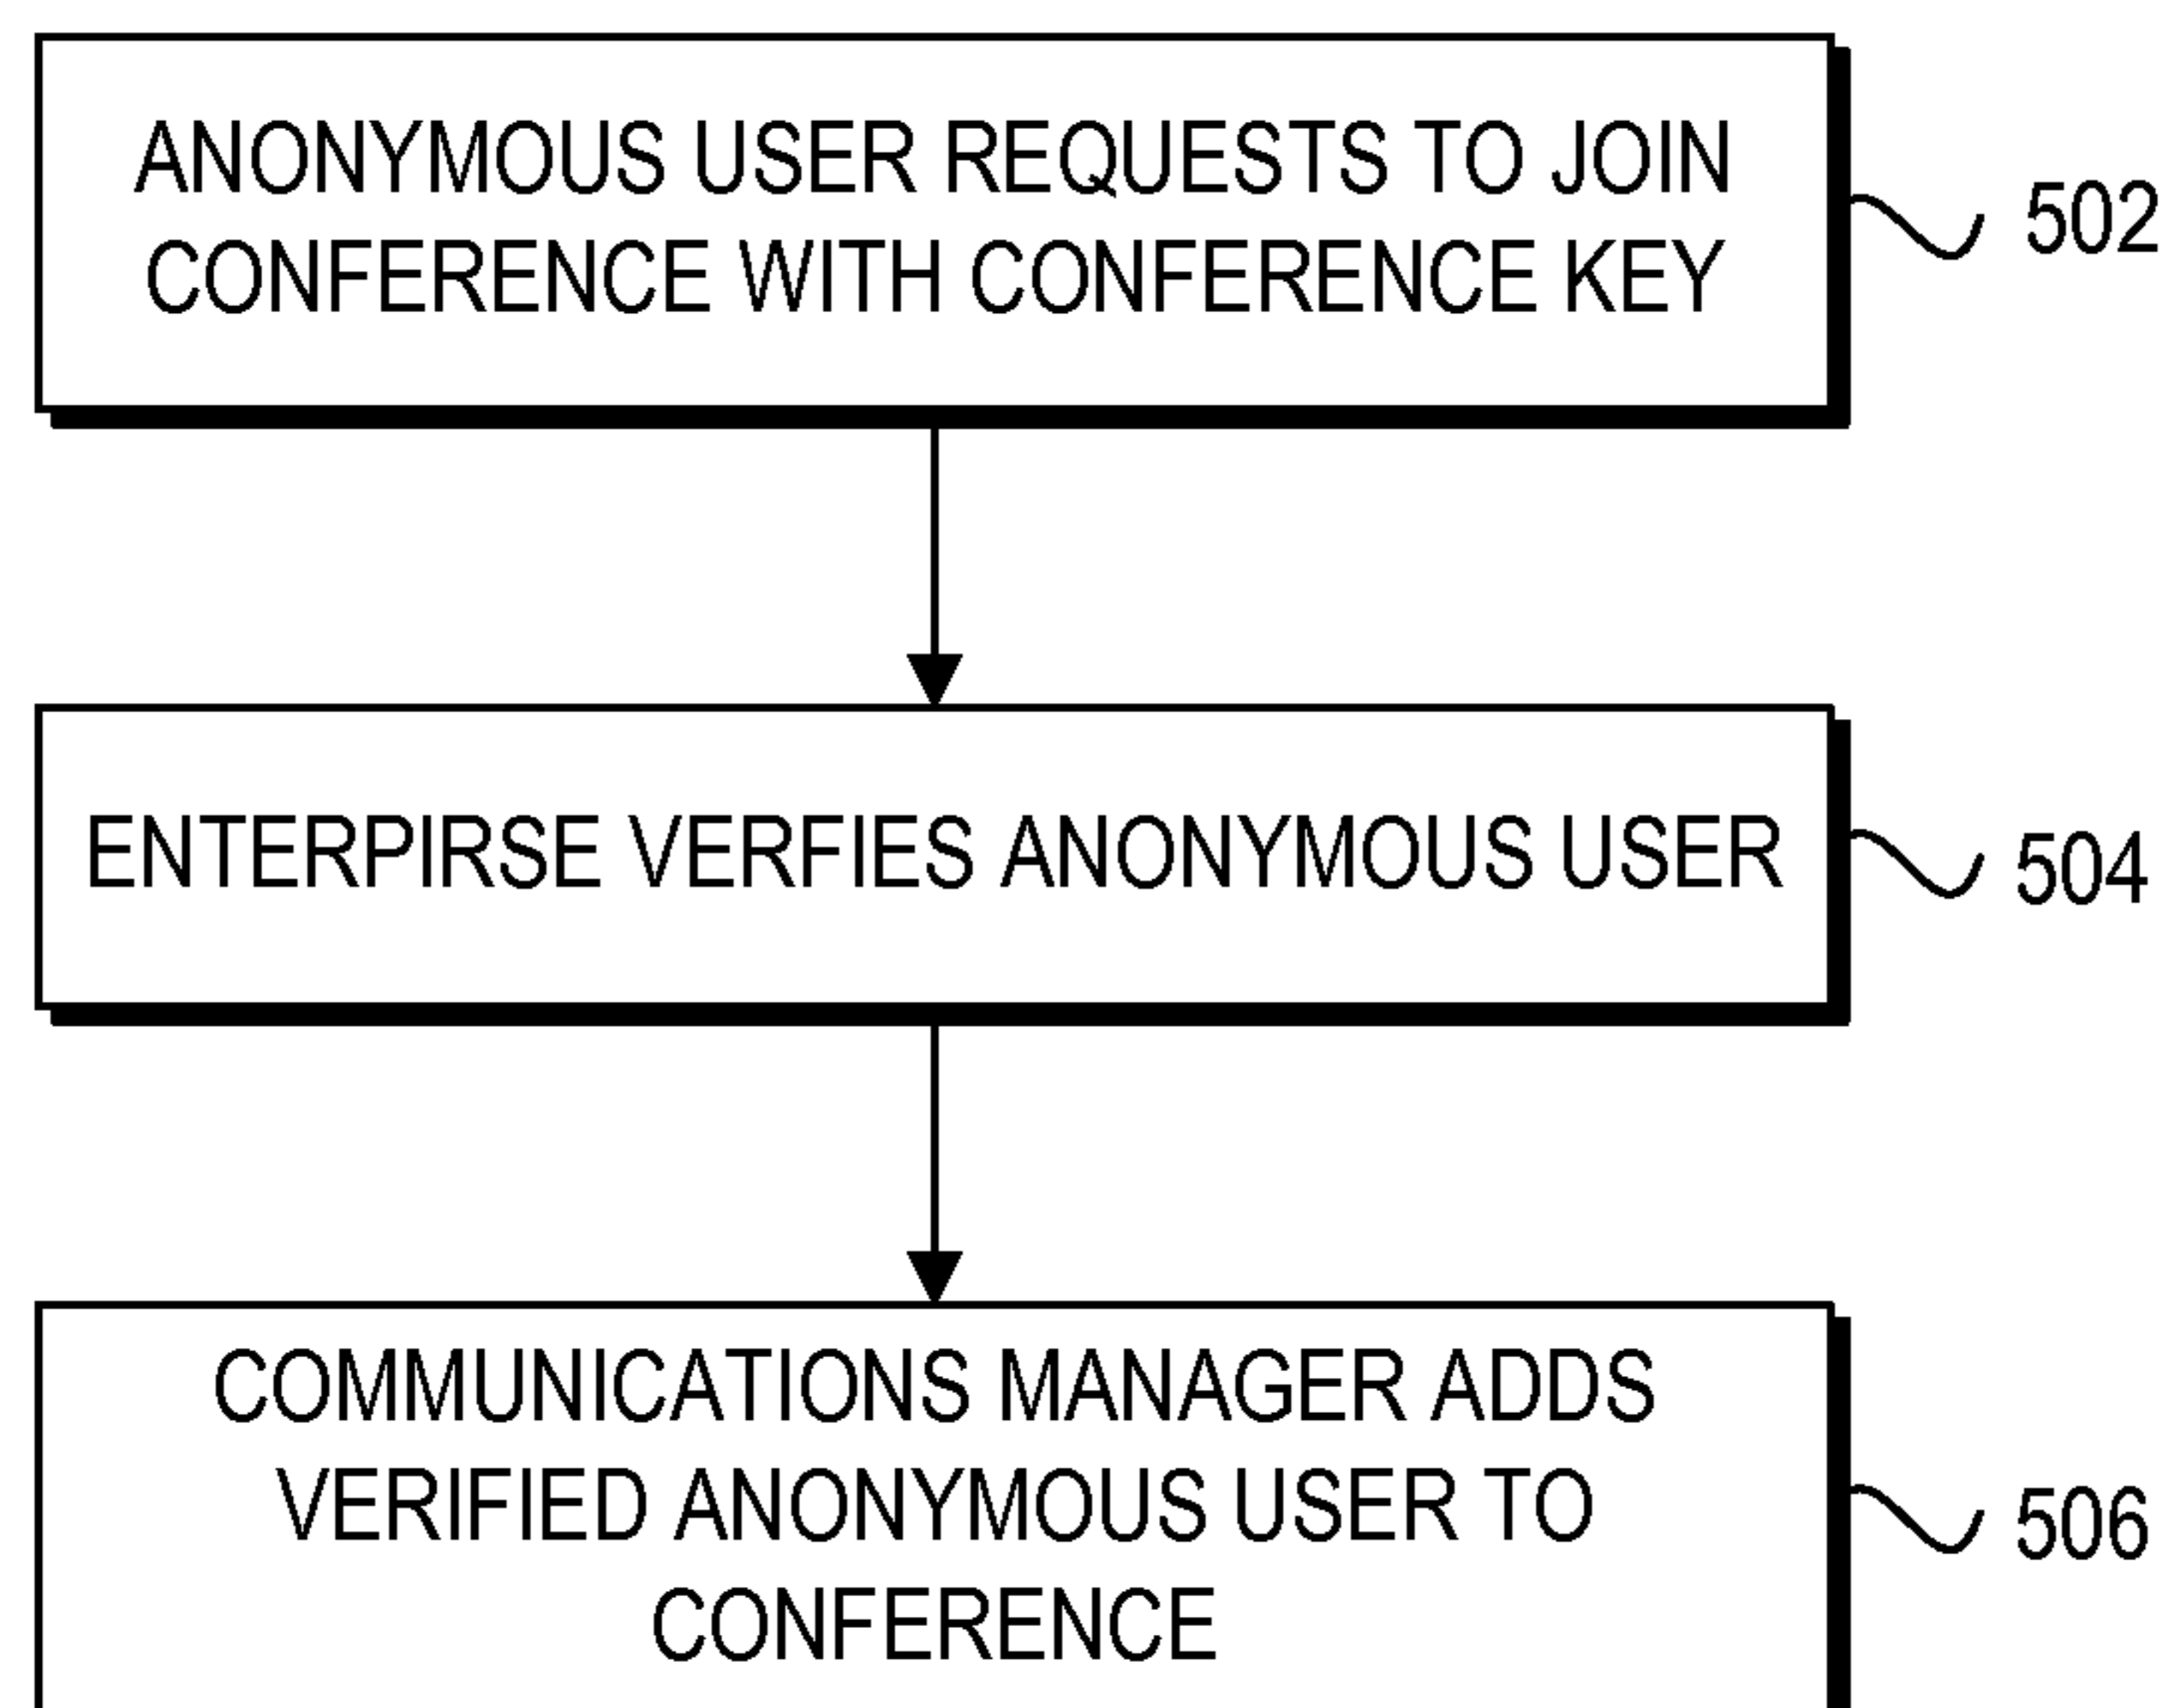 ANONYMOUS USER REQUESTS TO JOIN
CONFERENCE WITH CONFERENCE KEY
502
ENTERPIRSE VERFIES ANONYMOUS USER
504
COMMUNICATIONS MANAGER ADDS
VERIFIED ANONYMOUS USER TO
CONFERENCE
506